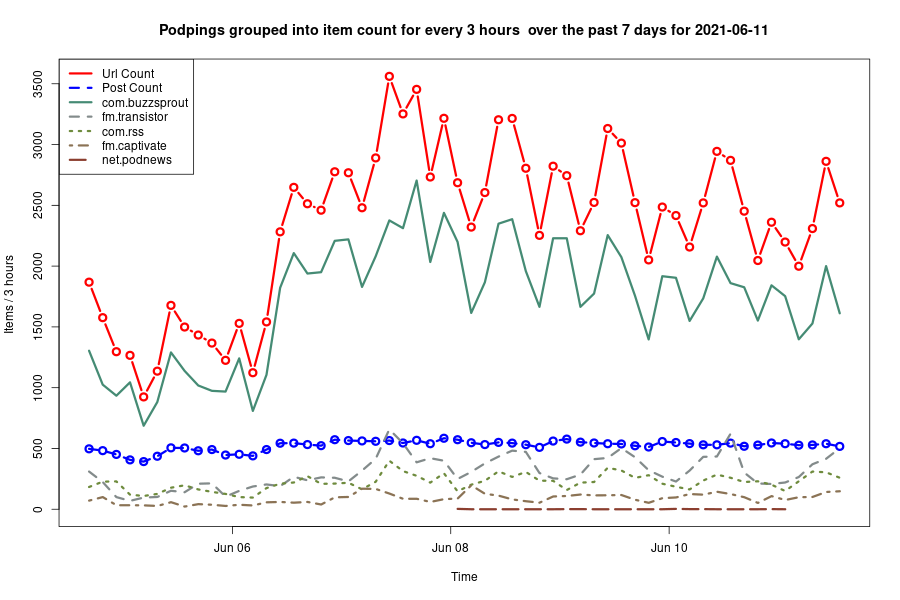 Podpings grouped into item count for every 3 hours  over the past 7 days for 2021-06-11
Url Count
Post Count
com.buzzsprout
fm.transistor
com.rss
fm.captivate
net.podnews
Items / 3 hours
3500
3000
2500
2000
1500
1000
500
0
Jun 06
Jun 08
Jun 10
Time